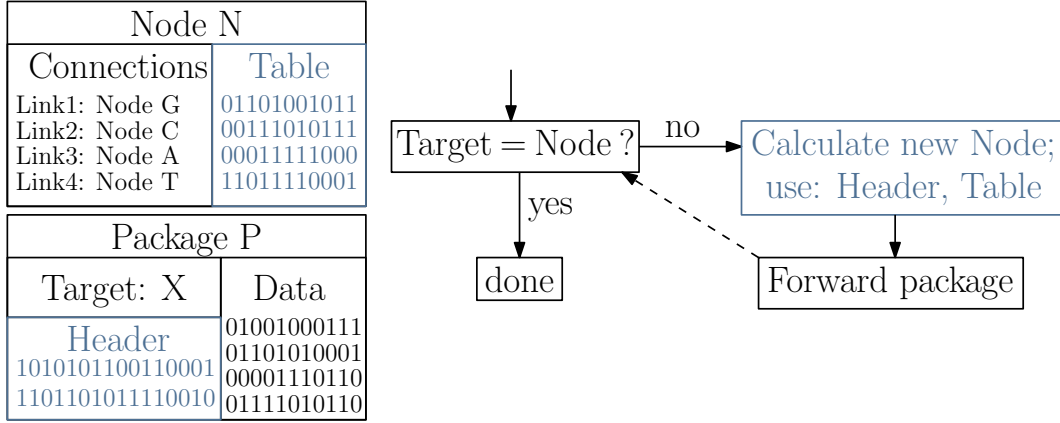 Node N
Connections
Link1: Node G
Link2: Node C
Link3: Node A
Link4: Node T
Table
01101001011
00111010111
00011111000
11011110001
Package P
Target: X
Header
1010101100110001
1101101011110010
Data
01001000111
01101010001
00001110110
01111010110
Target = Node ?
no
yes
done
Calculate new Node;
use: Header, Table
Forward package